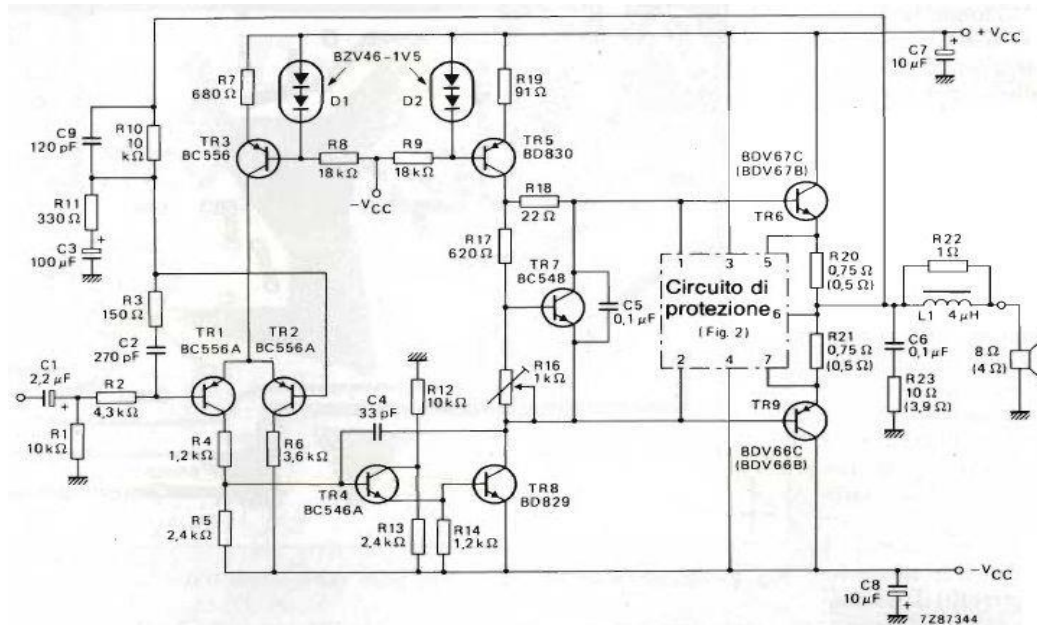 + VCC
C7
10 µF
BZV46-1V5
R7
680 Ω
D1
D2
R19
91 Ω
C9
120 pF
R10
10
kΩ
TR3
BC556
R8
18 kΩ
R9
18 kΩ
-VCC
TR5
BD830
BDV67C
(BDV67B)
TR6
R18
22 Ω
R11
330 Ω
C3
100 µF
R17
620 Ω
TR7
BC548
C5
0,1 µF
1
3
5
Circuito di
protezione
(Fig. 2)
6
2
4
7
R20
0,75 Ω
(0,5 Ω)
R22
1 Ω
L1
4 µH
R3
150 Ω
C2
270 pF
TR1
BC556A
TR2
BC556A
R21
0,75 Ω
(0,5 Ω)
C6
0,1 µF
8 Ω
(4 Ω)
C1
2,2 µF
R2
4,3 kΩ
R1
10 kΩ
R16
1 kΩ
R12
10 kΩ
C4
33 pF
TR9
BDV66C
(BDV66B)
R23
10 Ω
(3,9 Ω)
R4
1,2 kΩ
R6
3,6 kΩ
TR4
BC546A
TR8
BD829
R5
2,4 kΩ
R13
2,4 kΩ
R14
1,2 kΩ
-VCC
C8
10 µF
7Z87344